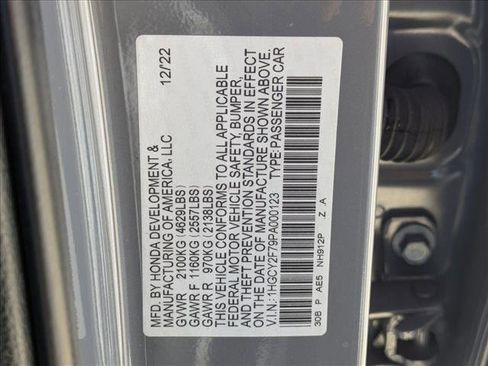 MFD. BY HONDA DEVELOPMENT & 12/22
MANUFACTURING OF AMERICA, LLC
GVWR 2100KG (4629LBS)
GAWR F 1160KG (2557LBS)
GAWR R 970KG (2138LBS)
THIS VEHICLE CONFORMS TO ALL APPLICABLE
FEDERAL MOTOR VEHICLE SAFETY, BUMPER,
AND THEFT PREVENTION STANDARDS IN EFFECT
ON THE DATE OF MANUFACTURE SHOWN ABOVE.
V.I.N.:1HGCY2F79PA000123 TYPE:PASSENGER CAR
30B P AE5 NH912P .Z .A